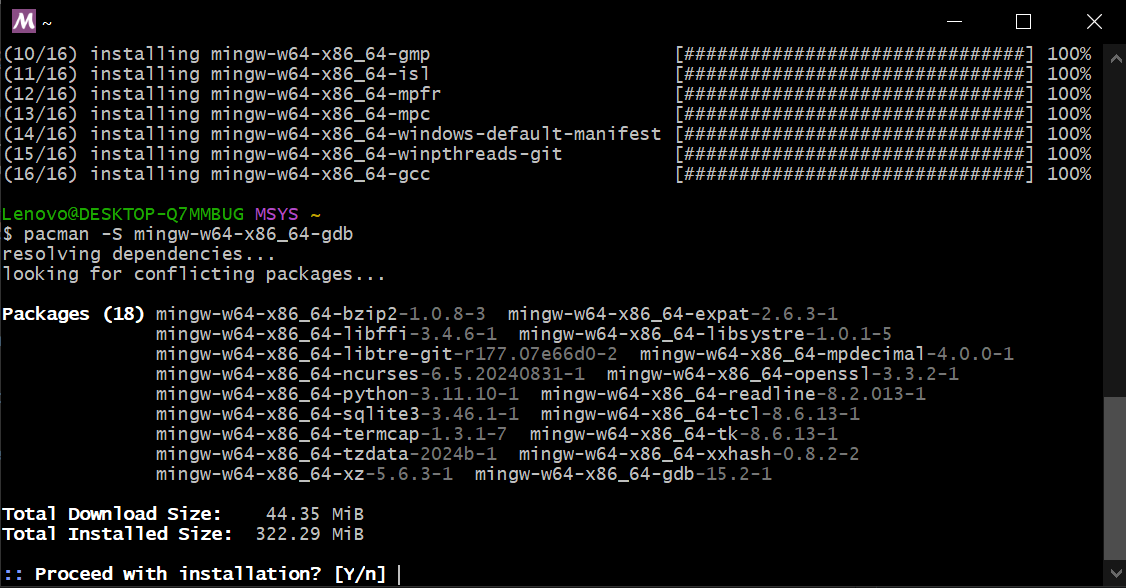 ~
(10/16) installing mingw-w64-x86_64-gmp [###############################] 100%
(11/16) installing mingw-w64-x86_64-isl [###############################] 100%
(12/16) installing mingw-w64-x86_64-mpfr [###############################] 100%
(13/16) installing mingw-w64-x86_64-mpc [###############################] 100%
(14/16) installing mingw-w64-x86_64-windows-default-manifest [###############################] 100%
(15/16) installing mingw-w64-x86_64-winpthreads-git [###############################] 100%
(16/16) installing mingw-w64-x86_64-gcc [###############################] 100%
Lenovo@DESKTOP-Q7MMBUG MSYS ~
$ pacman -S mingw-w64-x86_64-gdb
resolving dependencies...
looking for conflicting packages...
Packages (18) mingw-w64-x86_64-bzip2-1.0.8-3 mingw-w64-x86_64-expat-2.6.3-1
mingw-w64-x86_64-libffi-3.4.6-1 mingw-w64-x86_64-libsystre-1.0.1-5
mingw-w64-x86_64-libtre-git-r177.07e66d0-2 mingw-w64-x86_64-mpdecimal-4.0.0-1
mingw-w64-x86_64-ncurses-6.5.20240831-1 mingw-w64-x86_64-openssl-3.3.2-1
mingw-w64-x86_64-python-3.11.10-1 mingw-w64-x86_64-readline-8.2.013-1
mingw-w64-x86_64-sqlite3-3.46.1-1 mingw-w64-x86_64-tcl-8.6.13-1
mingw-w64-x86_64-termcap-1.3.1-7 mingw-w64-x86_64-tk-8.6.13-1
mingw-w64-x86_64-tzdata-2024b-1 mingw-w64-x86_64-xxhash-0.8.2-2
mingw-w64-x86_64-xz-5.6.3-1 mingw-w64-x86_64-gdb-15.2-1
Total Download Size: 44.35 MiB
Total Installed Size: 322.29 MiB
:: Proceed with installation? [Y/n]